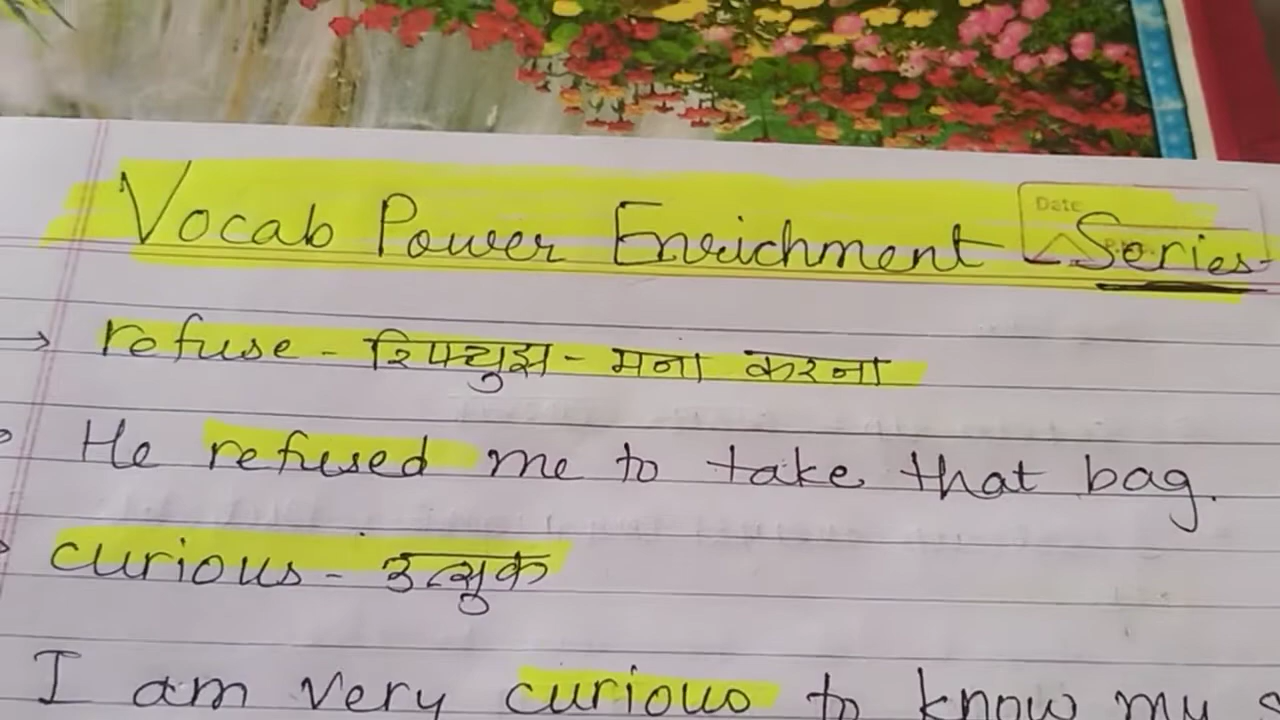 Date
Vocab Power Enrichment Series-
→ refuse - रिफ्युझ - मना करना
He refused me to take that bag.
curious - उत्सुक
I am very curious to know my